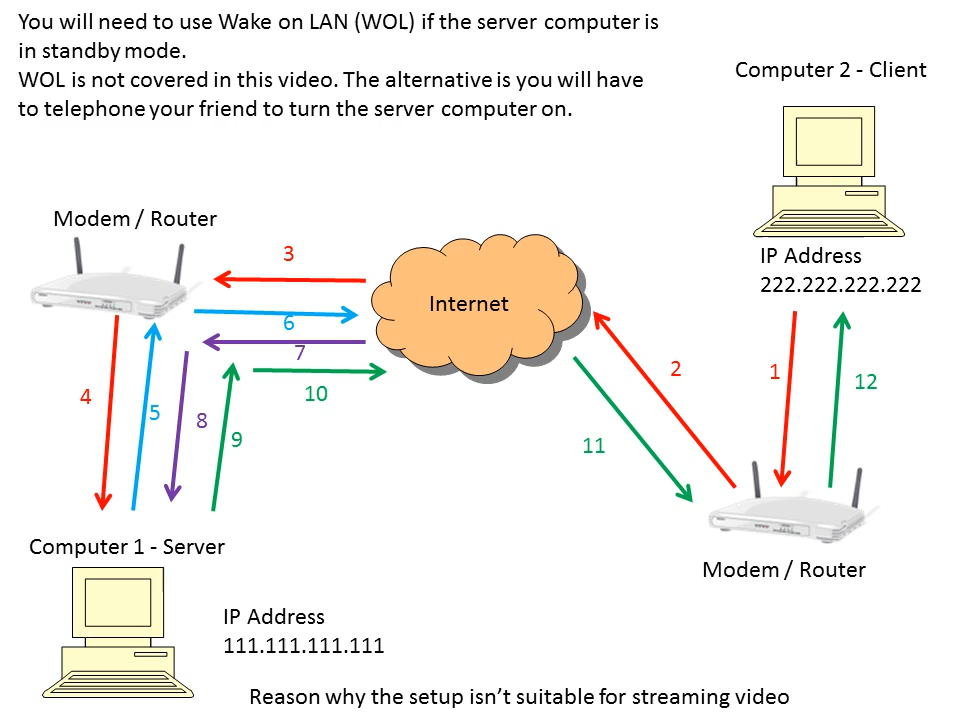 You will need to use Wake on LAN (WOL) if the server computer is
in standby mode.
WOL is not covered in this video. The alternative is you will have
to telephone your friend to turn the server computer on.
Computer 2 - Client
Modem / Router
3
Internet
IP Address
222.222.222.222
6
7
2
1
12
4
5
8
10
9
11
Computer 1 - Server
Modem / Router
IP Address
111.111.111.111
Reason why the setup isn’t suitable for streaming video